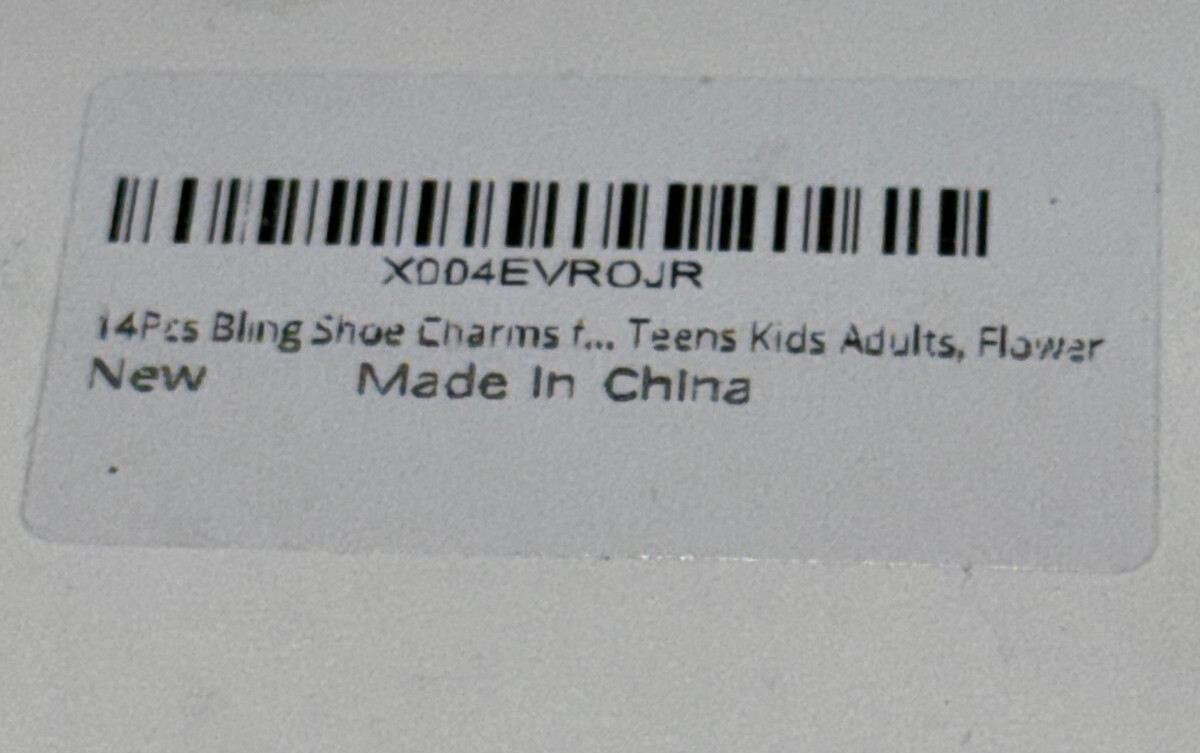 X004EVROJR
14Pcs Bling Shoe Charms f... Teens Kids Adults, Flower
New Made In China